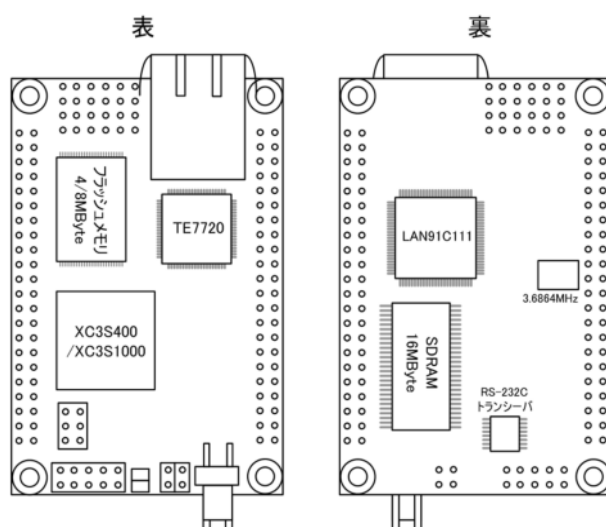 表
裏
フラッシュメモリ
4/8MByte
TE7720
XC3S400
/XC3S1000
LAN91C111
3.6864MHz
SDRAM
16MByte
RS-232C
トランシーバ